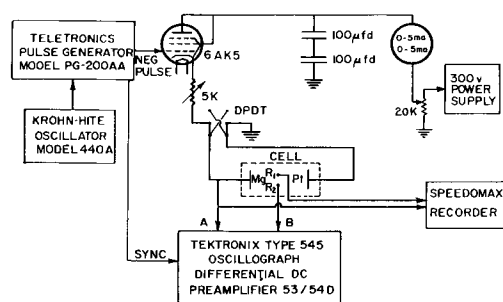 TELETRONICS
PULSE GENERATOR
MODEL PG-200AA
NEG
PULSE
6AK5
100µfd
100µfd
0-5ma
0-5ma
300V
POWER
SUPPLY
20K
5K
DPDT
KROHN-HITE
OSCILLATOR
MODEL 440A
CELL
Mg
R₁
R₂
Pt
SPEEDOMAX
RECORDER
A
B
SYNC
TEKTRONIX TYPE 545
OSCILLOGRAPH
DIFFERENTIAL DC
PREAMPLIFIER 53/54D